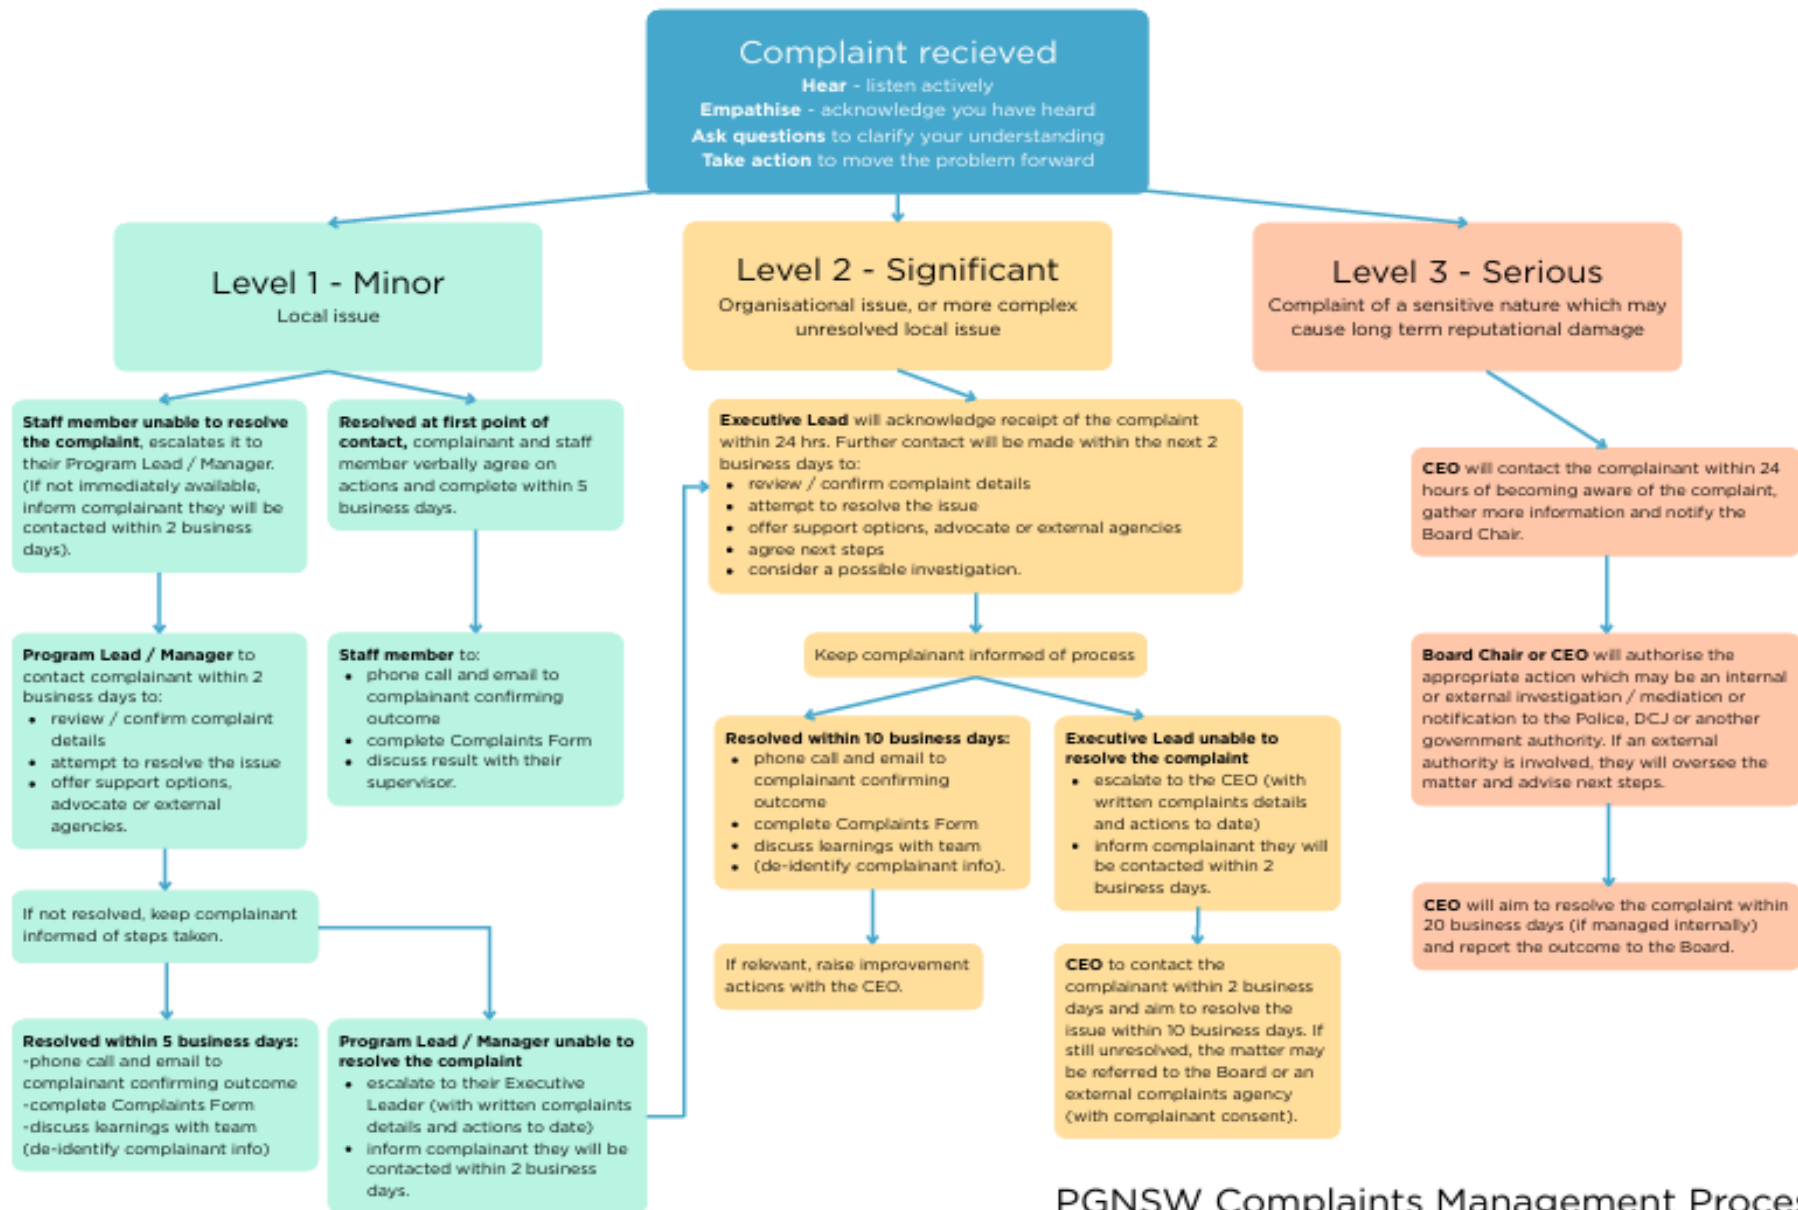 Complaint recieved
Hear - listen actively
Empathise - acknowledge you have heard
Ask questions to clarify your understanding
Take action to move the problem forward
Level 1 - Minor
Local issue
Staff member unable to resolve
the complaint, escalates it to
their Program Lead / Manager.
(If not immediately available,
inform complainant they will be
contacted within 2 business
days).
Resolved at first point of
contact, complainant and staff
member verbally agree on
actions and complete within 5
business days.
Program Lead / Manager to
contact complainant within 2
business days to:
• review / confirm complaint
details
• attempt to resolve the issue
• offer support options,
advocate or external
agencies.
Staff member to:
• phone call and email to
complainant confirming
outcome
• complete Complaints Form
• discuss result with their
supervisor.
If not resolved, keep complainant
informed of steps taken.
Resolved within 5 business days:
-phone call and email to
complainant confirming outcome
-complete Complaints Form
-discuss learnings with team
(de-identify complainant info)
Program Lead / Manager unable to
resolve the complaint
• escalate to their Executive
Leader (with written complaints
details and actions to date)
• inform complainant they will be
contacted within 2 business
days.
Level 2 - Significant
Organisational issue, or more complex
unresolved local issue
Executive Lead will acknowledge receipt of the complaint
within 24 hrs. Further contact will be made within the next 2
business days to:
• review / confirm complaint details
• attempt to resolve the issue
• offer support options, advocate or external agencies
• agree next steps
• consider a possible investigation.
Keep complainant informed of process
Resolved within 10 business days:
• phone call and email to
complainant confirming
outcome
• complete Complaints Form
• discuss learnings with team
• (de-identify complainant info).
If relevant, raise improvement
actions with the CEO.
Executive Lead unable to
resolve the complaint
• escalate to the CEO (with
written complaints details
and actions to date)
• inform complainant they will
be contacted within 2
business days.
CEO to contact the
complainant within 2 business
days and aim to resolve the
issue within 10 business days. If
still unresolved, the matter may
be referred to the Board or an
external complaints agency
(with complainant consent).
Level 3 - Serious
Complaint of a sensitive nature which may
cause long term reputational damage
CEO will contact the complainant within 24
hours of becoming aware of the complaint,
gather more information and notify the
Board Chair.
Board Chair or CEO will authorise the
appropriate action which may be an internal
or external investigation / mediation or
notification to the Police, DCJ or another
government authority. If an external
authority is involved, they will oversee the
matter and advise next steps.
CEO will aim to resolve the complaint within
20 business days (if managed internally)
and report the outcome to the Board.
PGNSW Complaints Management Proces